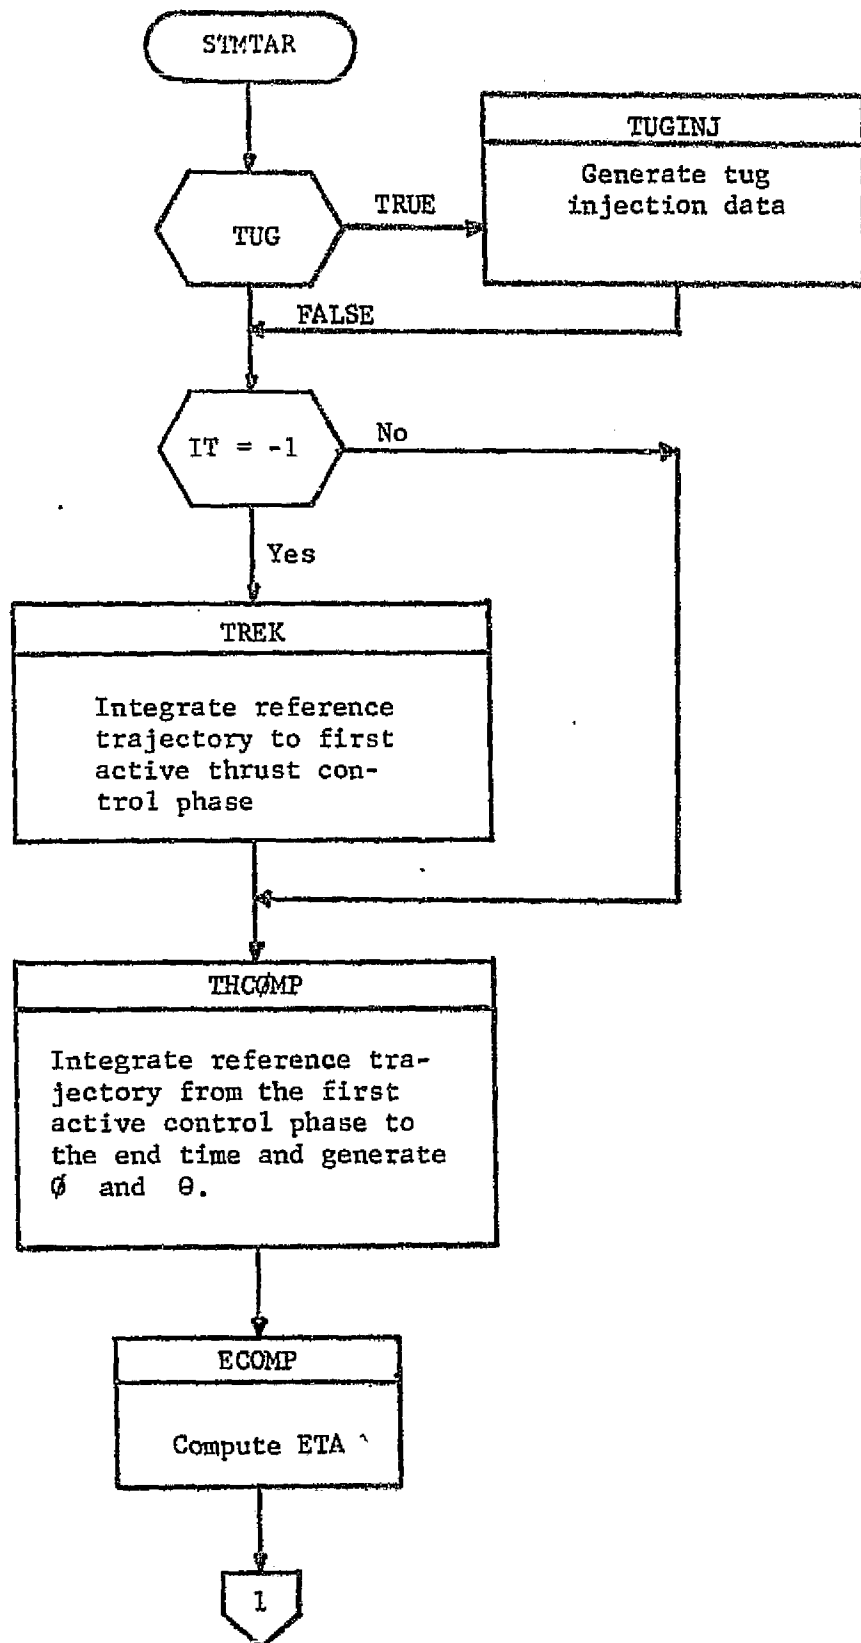 STMTAR
TUGINJ
Generate tug
injection data
TRUE
TUG
FALSE
IT = -1
No
Yes
TREK
Integrate reference
trajectory to first
active thrust con-
trol phase
THCØMP
Integrate reference tra-
jectory from the first
active control phase to
the end time and generate
Ø and θ.
ECOMP
Compute ETA
1